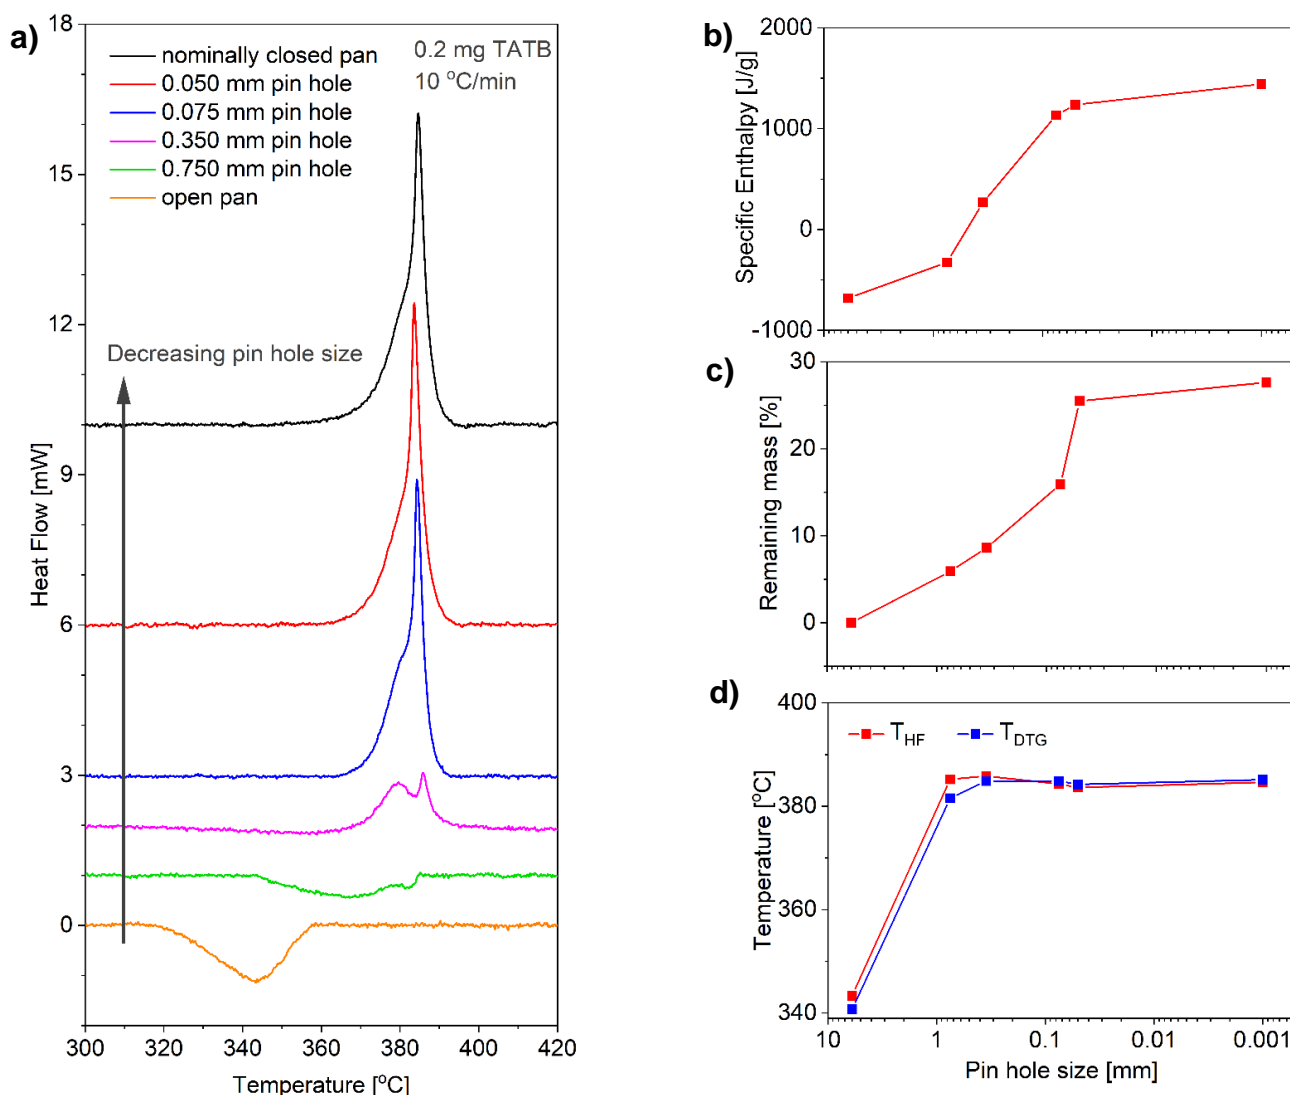 a)
18
15
12
9
6
3
0
Heat Flow [mW]
nominally closed pan
0.050 mm pin hole
0.075 mm pin hole
0.350 mm pin hole
0.750 mm pin hole
open pan
0.2 mg TATB
10 °C/min
Decreasing pin hole size
300 320 340 360 380 400 420
Temperature [°C]
b)
2000
1000
0
-1000
Specific Enthalpy [J/g]
c)
30
20
10
0
Remaining mass [%]
d)
400
380
360
340
Temperature [°C]
T_HF T_DTG
10 1 0.1 0.01 0.001
Pin hole size [mm]